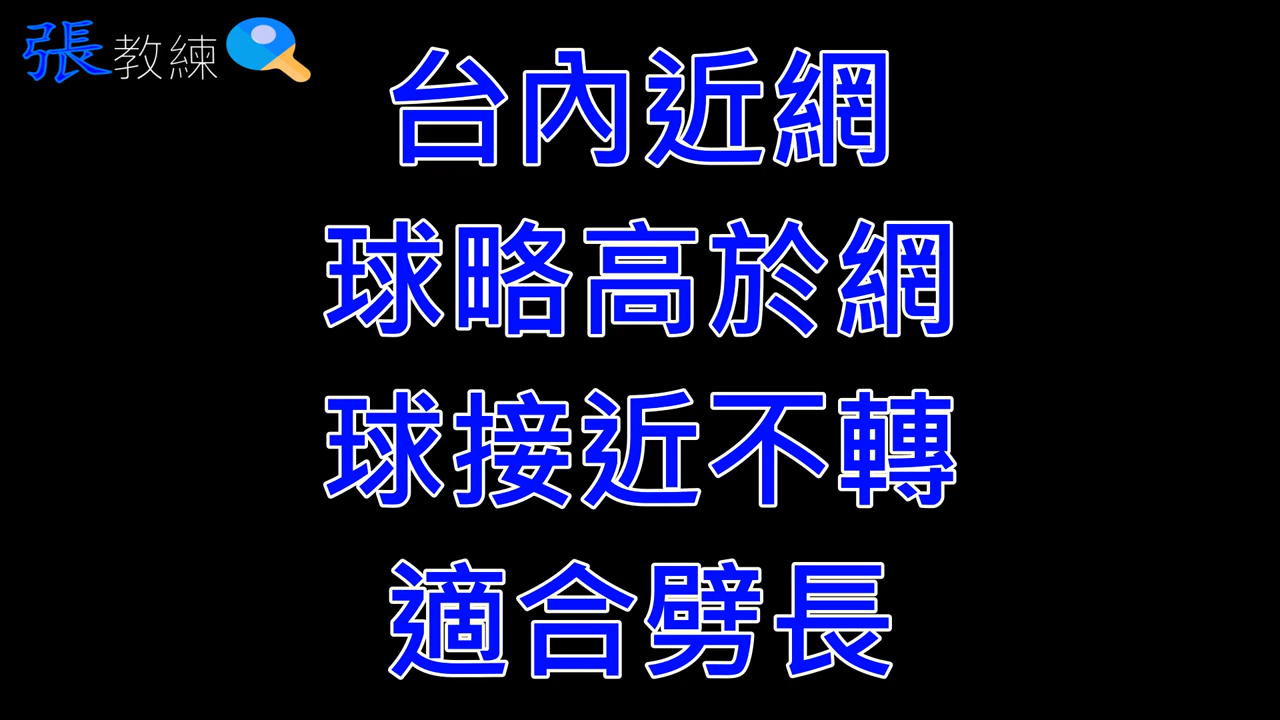 張教練
台內近網
球略高於網
球接近不轉
適合劈長